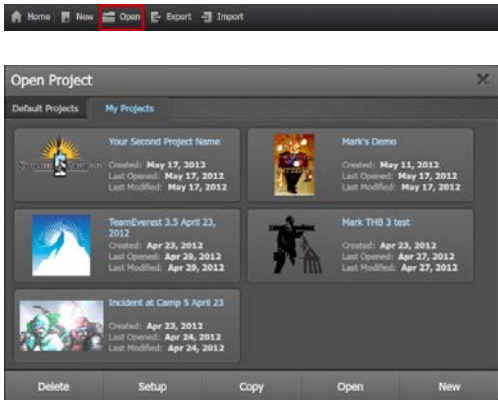 Home New Open Export Import
Open Project
Default Projects My Projects
Your Second Project Name
Created: May 17, 2012
Last Opened: May 17, 2012
Last Modified: May 17, 2012
Mark's Demo
Created: May 11, 2012
Last Opened: May 17, 2012
Last Modified: May 17, 2012
TeamEverest 3.5 April 23,
2012
Created: Apr 23, 2012
Last Opened: Apr 29, 2012
Last Modified: Apr 29, 2012
Mark THB 3 test
Created: Apr 23, 2012
Last Opened: Apr 27, 2012
Last Modified: Apr 27, 2012
Incident at Camp 5 April 23
Created: Apr 23, 2012
Last Opened: Apr 24, 2012
Last Modified: Apr 24, 2012
Delete Setup Copy Open New